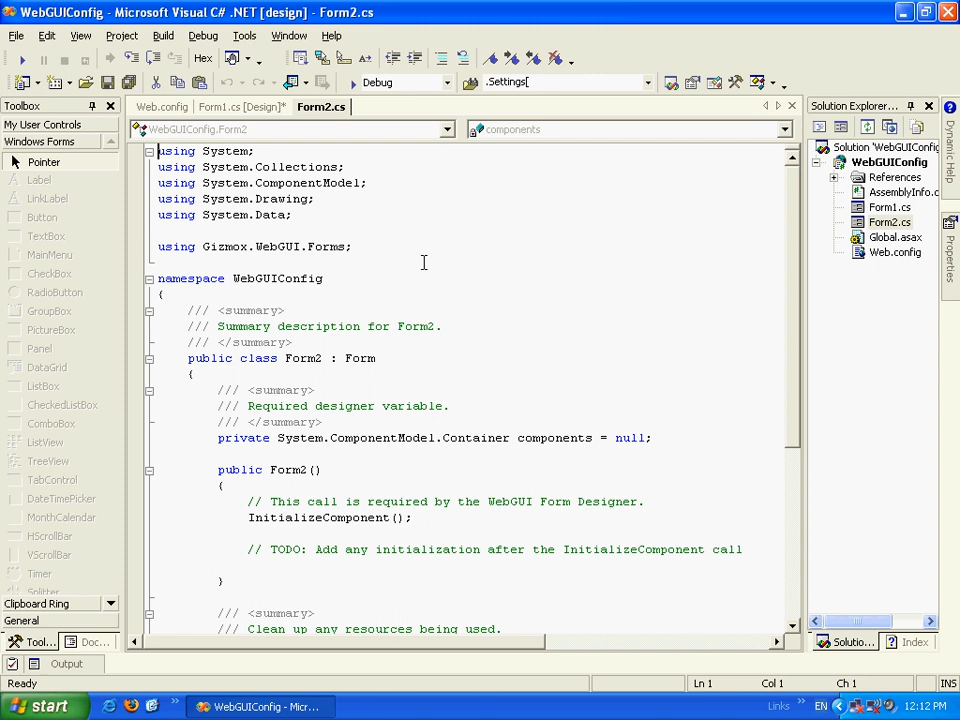 WebGUIConfig - Microsoft Visual C# .NET [design] - Form2.cs
File Edit View Project Build Debug Tools Window Help
Hex
Debug
.Settings[
Toolbox
Web.config Form1.cs [Design]* Form2.cs
Solution Explorer...
My User Controls
Windows Forms
WebGUIConfig.Form2
components
Pointer
Label
LinkLabel
Button
TextBox
MainMenu
CheckBox
RadioButton
GroupBox
PictureBox
Panel
DataGrid
ListBox
CheckedListBox
ComboBox
ListView
TreeView
TabControl
DateTimePicker
MonthCalendar
HScrollBar
VScrollBar
Timer
Splitter
Clipboard Ring
General
Tool...
Doc...
Output
using System;
using System.Collections;
using System.ComponentModel;
using System.Drawing;
using System.Data;
using Gizmox.WebGUI.Forms;
namespace WebGUIConfig
{
/// <summary>
/// Summary description for Form2.
/// </summary>
public class Form2 : Form
{
/// <summary>
/// Required designer variable.
/// </summary>
private System.ComponentModel.Container components = null;
public Form2()
{
// This call is required by the WebGUI Form Designer.
InitializeComponent();
// TODO: Add any initialization after the InitializeComponent call
}
/// <summary>
/// Clean up any resources being used.
Solution 'WebGUIConfig
WebGUIConfig
References
AssemblyInfo.c
Form1.cs
Form2.cs
Global.asax
Web.config
Solutio...
Index
Dynamic Help
Properties
Ready
Ln 1 Col 1 Ch 1 INS
start
WebGUIConfig - Micr...
Links
EN
12:12 PM